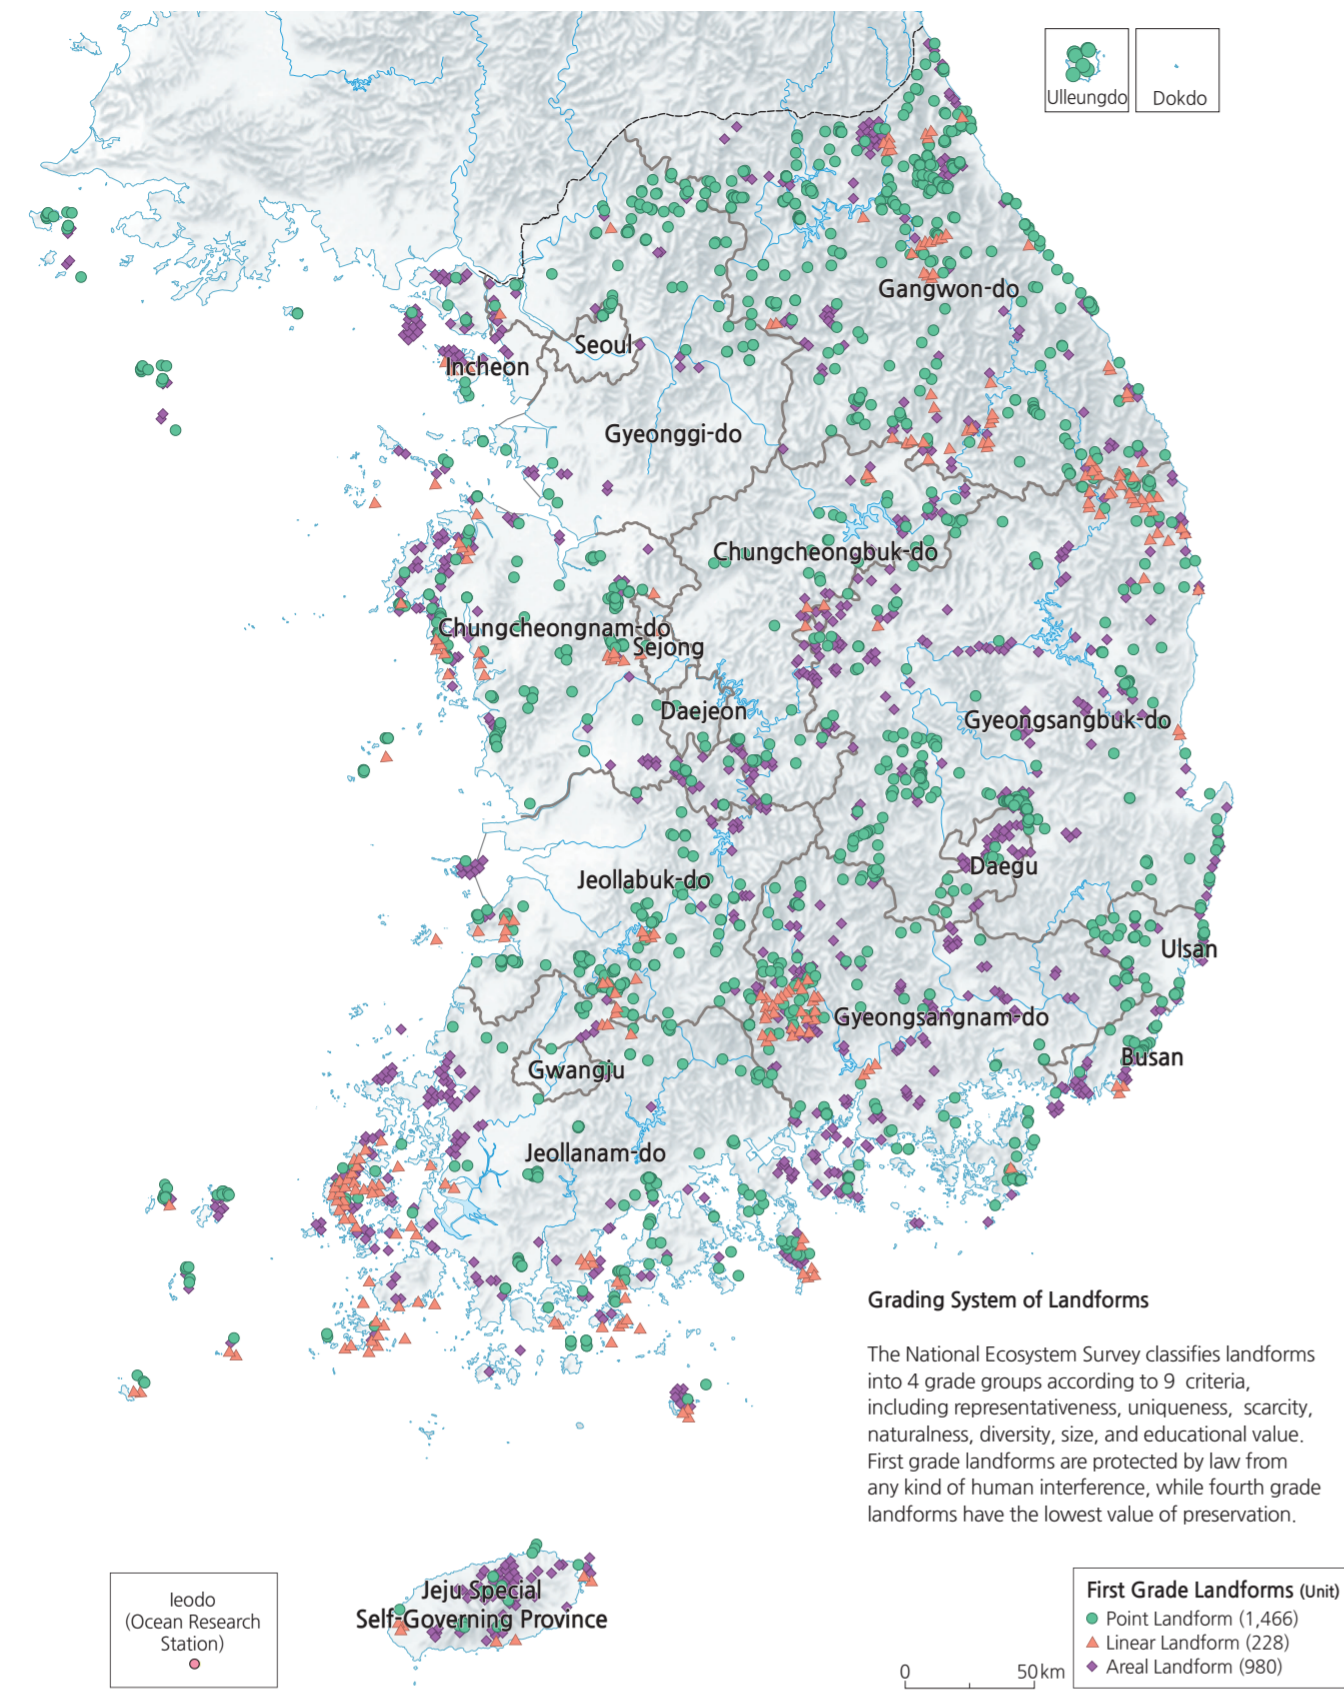 Ulleungdo
Dokdo
Gangwon-do
Seoul
Incheon
Gyeonggi-do
Chungcheongbuk-do
Chungcheongnam-do
Sejong
Daejeon
Gyeongsangbuk-do
Daegu
Jeollabuk-do
Ulsan
Gyeongsangnam-do
Busan
Gwangju
Jeollanam-do
Grading System of Landforms
The National Ecosystem Survey classifies landforms
into 4 grade groups according to 9 criteria,
including representativeness, uniqueness, scarcity,
naturalness, diversity, size, and educational value.
First grade landforms are protected by law from
any kind of human interference, while fourth grade
landforms have the lowest value of preservation.
Jeju Special
Self-Governing Province
Ieodo
(Ocean Research
Station)
0 50 km
First Grade Landforms (Unit)
Point Landform (1,466)
Linear Landform (228)
Areal Landform (980)